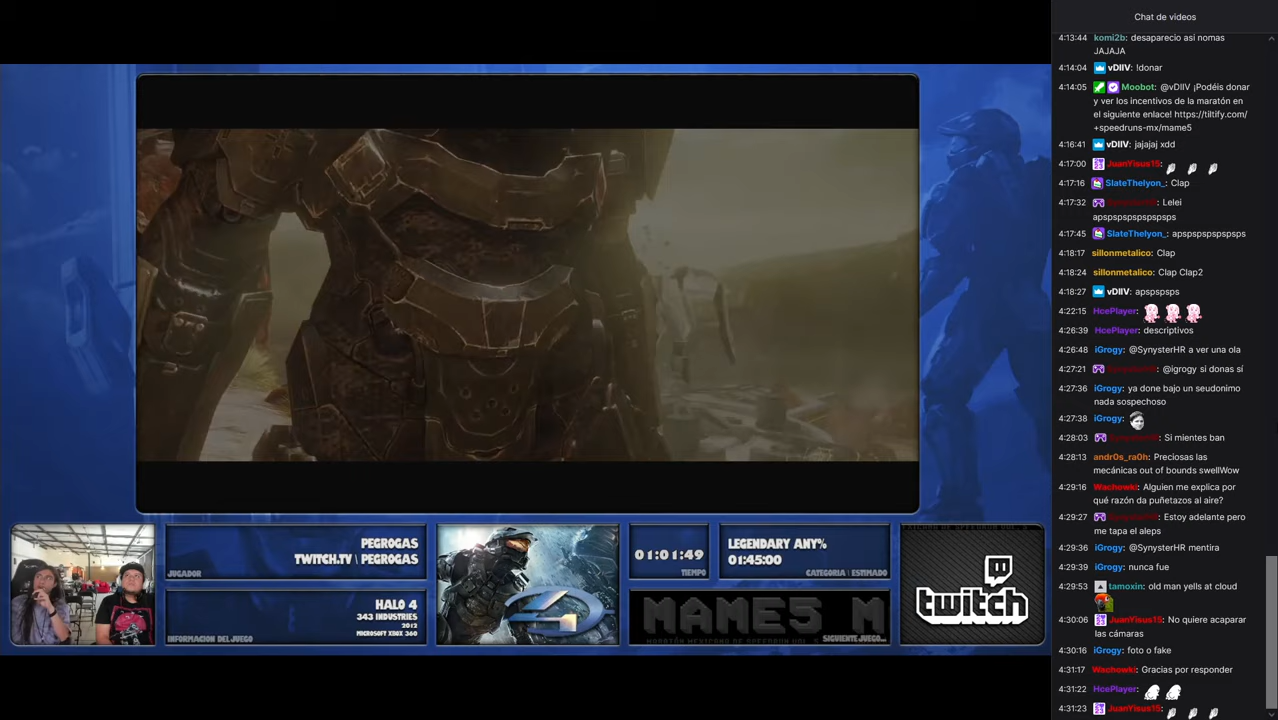 Chat de videos
4:13:44 komi2b: desaparecio asi nomas
JAJAJA
4:14:04 vDIIV: !donar
4:14:05 Moobot: @vDIIV ¡Podéis donar
y ver los incentivos de la maratón en
el siguiente enlace! https://tiltify.com/
+speedruns-mx/mame5
4:16:41 vDIIV: jajajaj xdd
4:17:00 JuanYisus15:
4:17:16 SlateThelyon_: Clap
4:17:32 : Lelei
apspspspspspspsps
4:17:45 SlateThelyon_: apspspspspspsps
4:18:17 sillonmetalico: Clap
4:18:24 sillonmetalico: Clap Clap2
4:18:27 vDIIV: apspspsps
4:22:15 HcePlayer:
4:26:39 HcePlayer: descriptivos
4:26:48 iGrogy: @SynysterHR a ver una ola
4:27:21 : @igrogy si donas sí
4:27:36 iGrogy: ya done bajo un seudonimo
nada sospechoso
4:27:38 iGrogy:
4:28:03 : Si mientes ban
4:28:13 andr0s_ra0h: Preciosas las
mecánicas out of bounds swellWow
4:29:16 Wachowki: Alguien me explica por
qué razón da puñetazos al aire?
4:29:27 : Estoy adelante pero
me tapa el aleps
4:29:36 iGrogy: @SynysterHR mentira
4:29:39 iGrogy: nunca fue
4:29:53 tamoxin: old man yells at cloud
4:30:06 JuanYisus15: No quiere acaparar
las cámaras
4:30:16 iGrogy: foto o fake
4:31:17 Wachowki: Gracias por responder
4:31:22 HcePlayer:
4:31:23 JuanYisus15:
PEGROGAS
TWITCH.TV \ PEGROGAS
JUGADOR
HALO 4
343 INDUSTRIES
2012
MICROSOFT XBOX 360
INFORMACION DEL JUEGO
4
01:01:49
TIEMPO
LEGENDARY ANY%
01:45:00
CATEGORIA | ESTIMADO
MAME5 M
SIGUIENTE JUEGO...
twitch